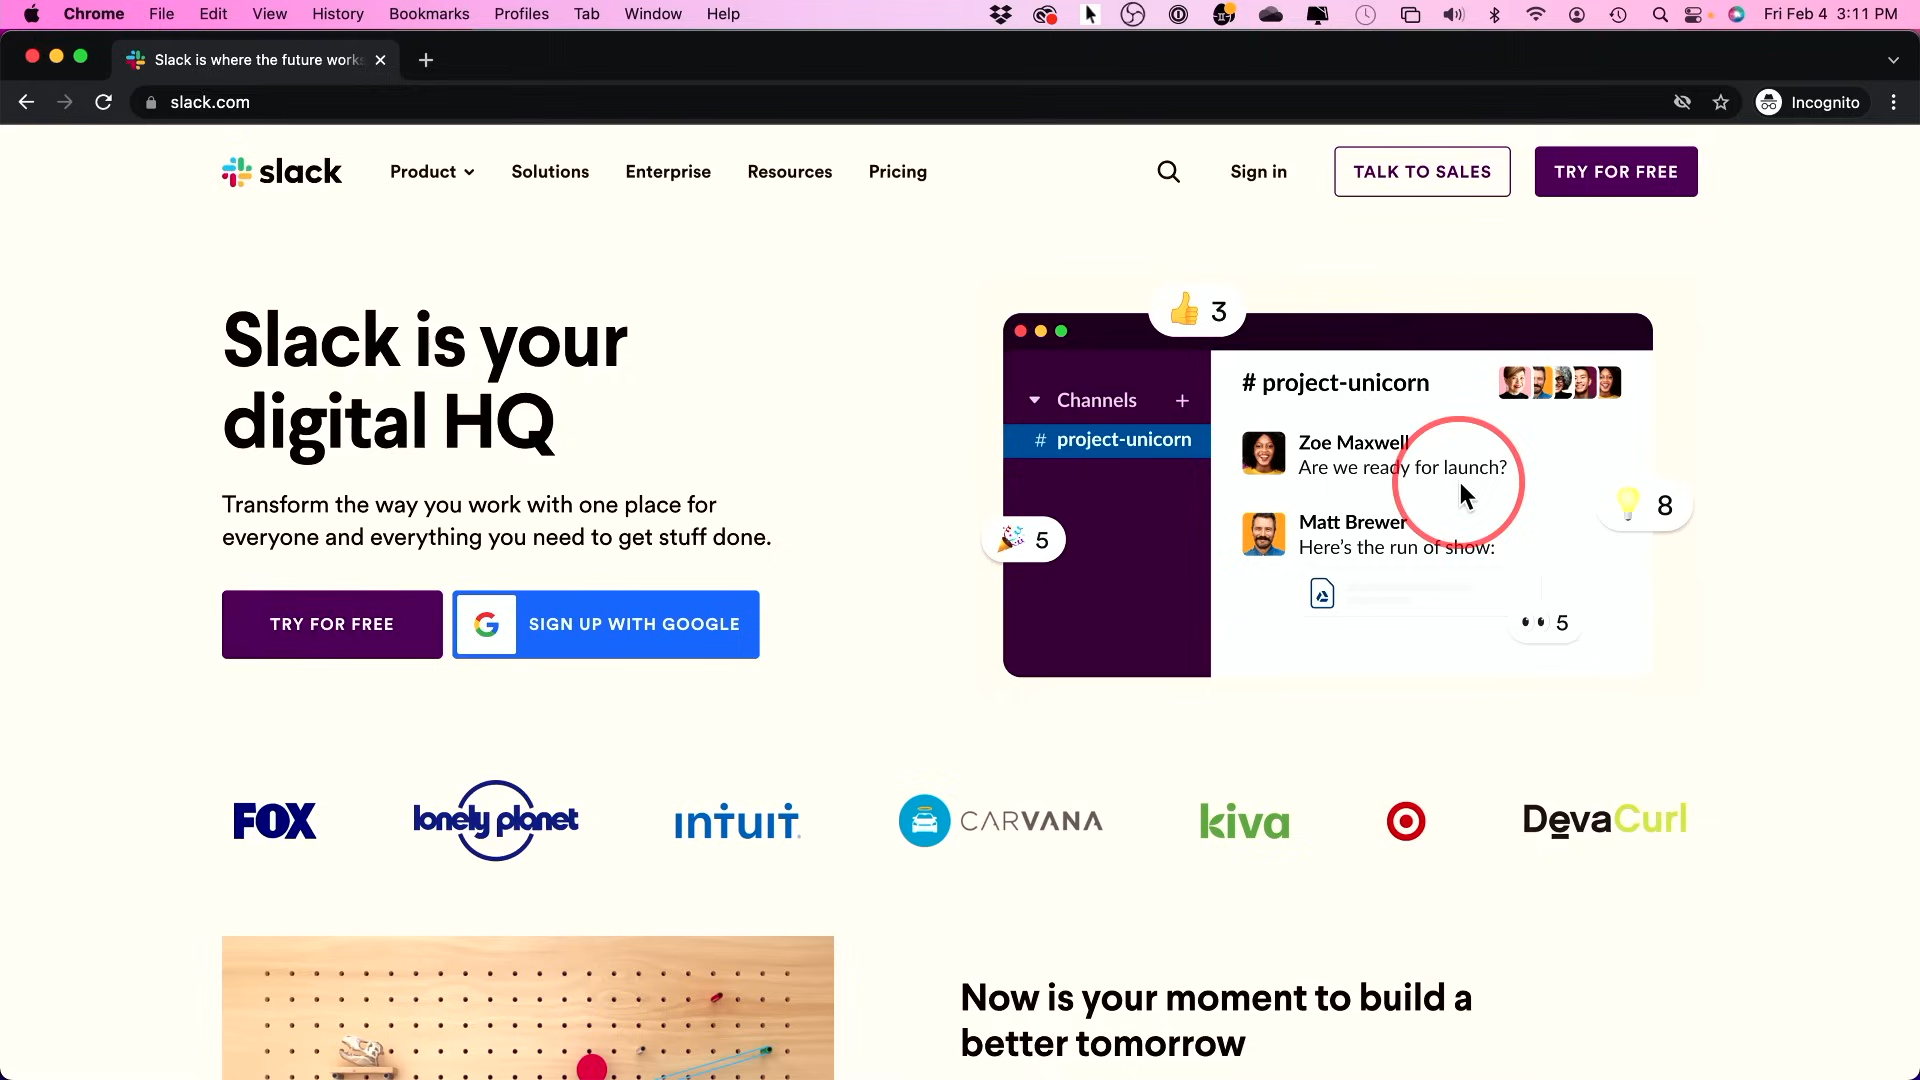 Chrome File Edit View History Bookmarks Profiles Tab Window Help Fri Feb 4 3:11 PM
Slack is where the future works
slack.com Incognito
slack Product Solutions Enterprise Resources Pricing Sign in TALK TO SALES TRY FOR FREE
Slack is your
digital HQ
Transform the way you work with one place for
everyone and everything you need to get stuff done.
TRY FOR FREE SIGN UP WITH GOOGLE
3
Channels +
# project-unicorn
# project-unicorn
Zoe Maxwell
Are we ready for launch?
Matt Brewer
Here's the run of show:
5
8
5
FOX lonely planet intuit CARVANA kiva DevaCurl
Now is your moment to build a
better tomorrow